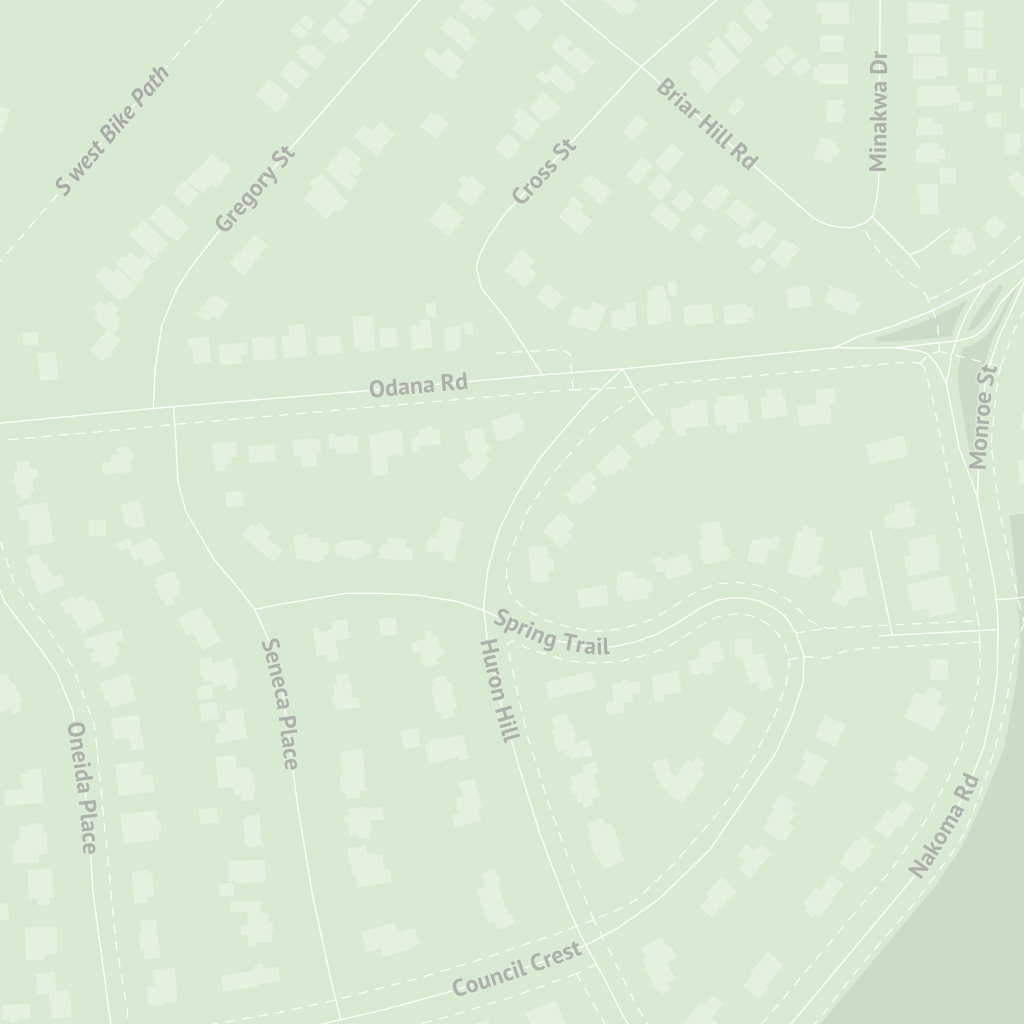 S west Bike Path
Gregory St
Cross St
Briar Hill Rd
Minakwa Dr
Odana Rd
Monroe St
Spring Trail
Huron Hill
Seneca Place
Oneida Place
Nakoma Rd
Council Crest